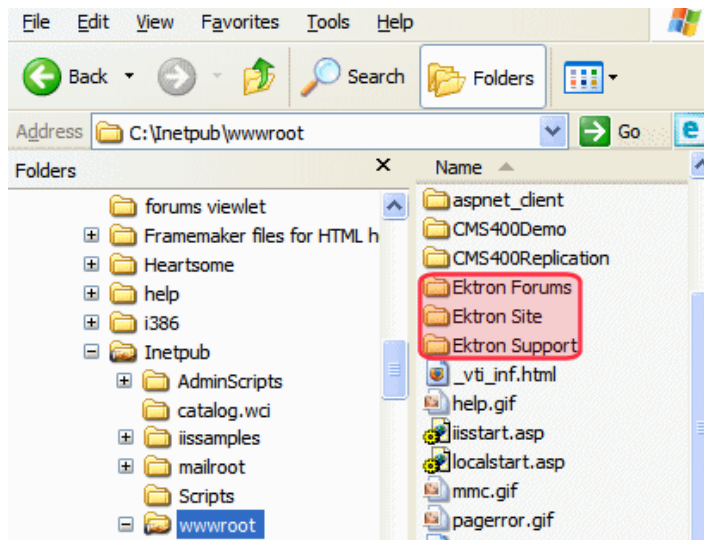 File Edit View Favorites Tools Help
Back Search Folders
Address C:\Inetpub\wwwroot Go
Folders
forums viewlet
Framemaker files for HTML h
Heartsome
help
i386
Inetpub
AdminScripts
catalog.wci
iissamples
mailroot
Scripts
wwwroot
Name
aspnet_client
CMS400Demo
CMS400Replication
Ektron Forums
Ektron Site
Ektron Support
_vti_inf.html
help.gif
iisstart.asp
localstart.asp
mmc.gif
pagerror.gif